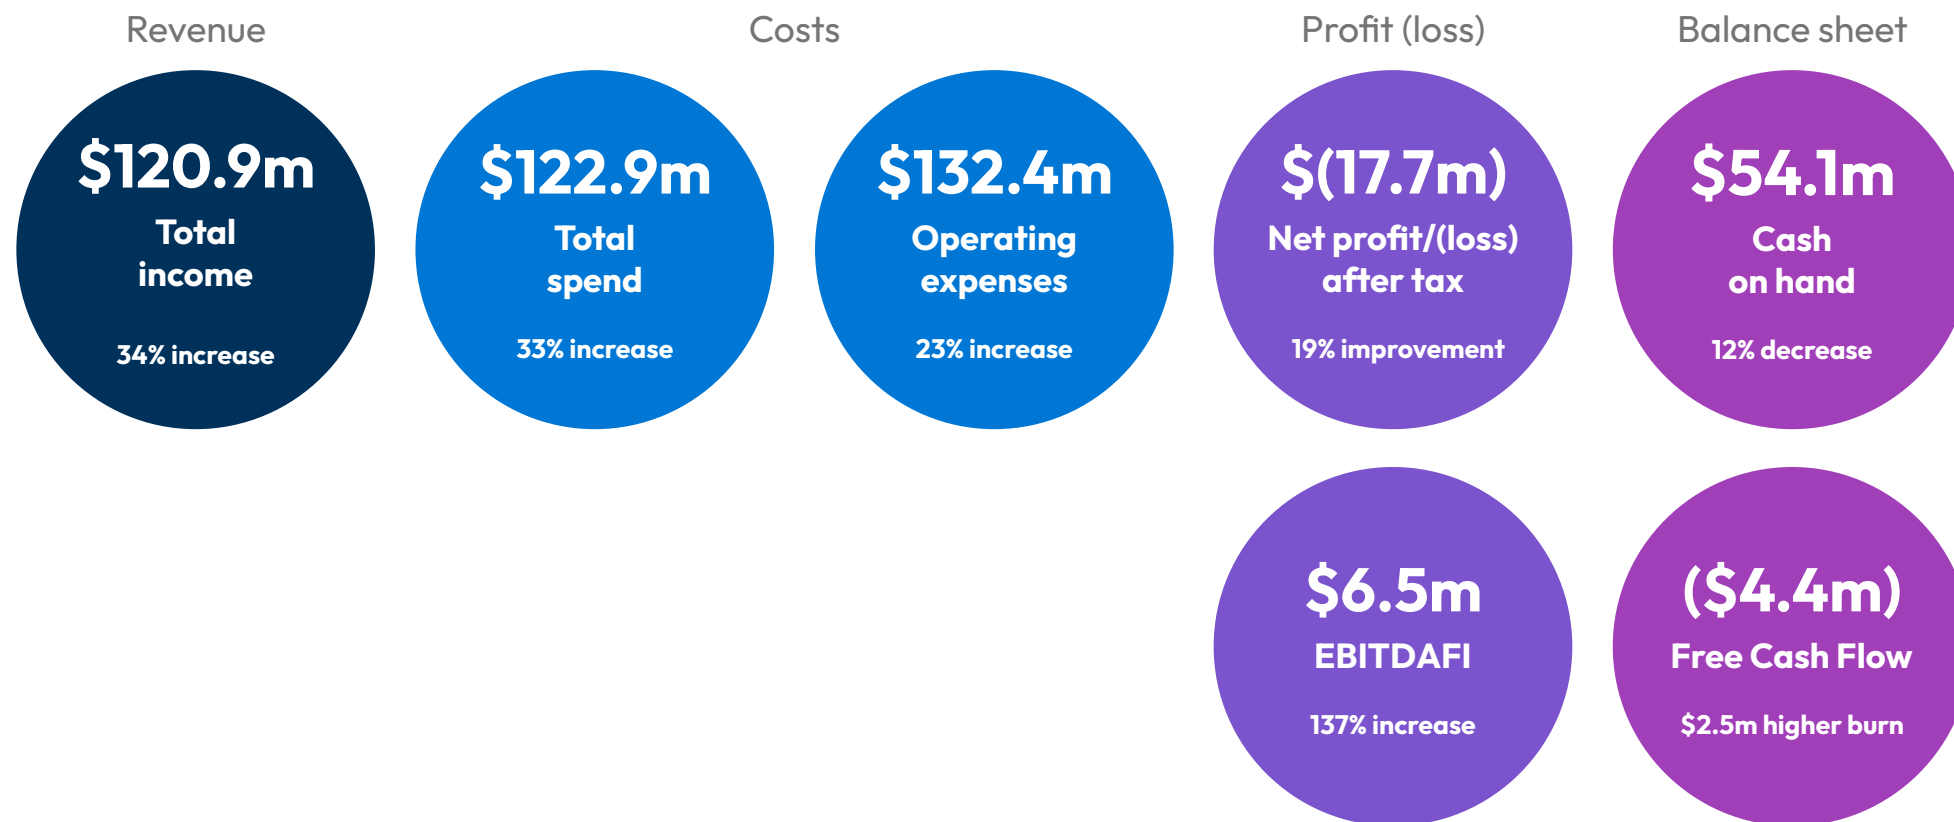 Revenue
Costs
Profit (loss)
Balance sheet
$120.9m
Total
income
34% increase
$122.9m
Total
spend
33% increase
$132.4m
Operating
expenses
23% increase
$(17.7m)
Net profit/(loss)
after tax
19% improvement
$54.1m
Cash
on hand
12% decrease
$6.5m
EBITDAFI
137% increase
($4.4m)
Free Cash Flow
$2.5m higher burn